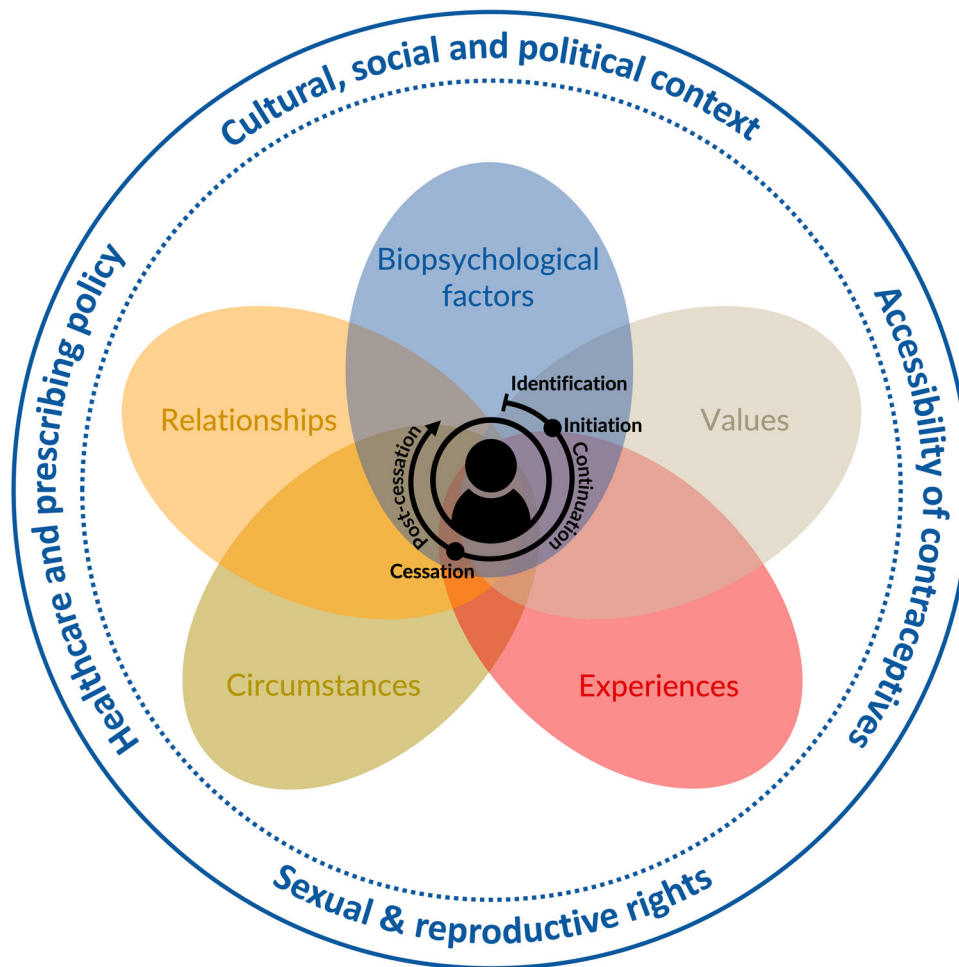 Cultural, social and political context
Healthcare and prescribing policy
Accessibility of contraceptives
Biopsychological
factors
Relationships
Values
Identification
Initiation
Continuation
Post-cessation
Cessation
Circumstances
Experiences
Sexual & reproductive rights